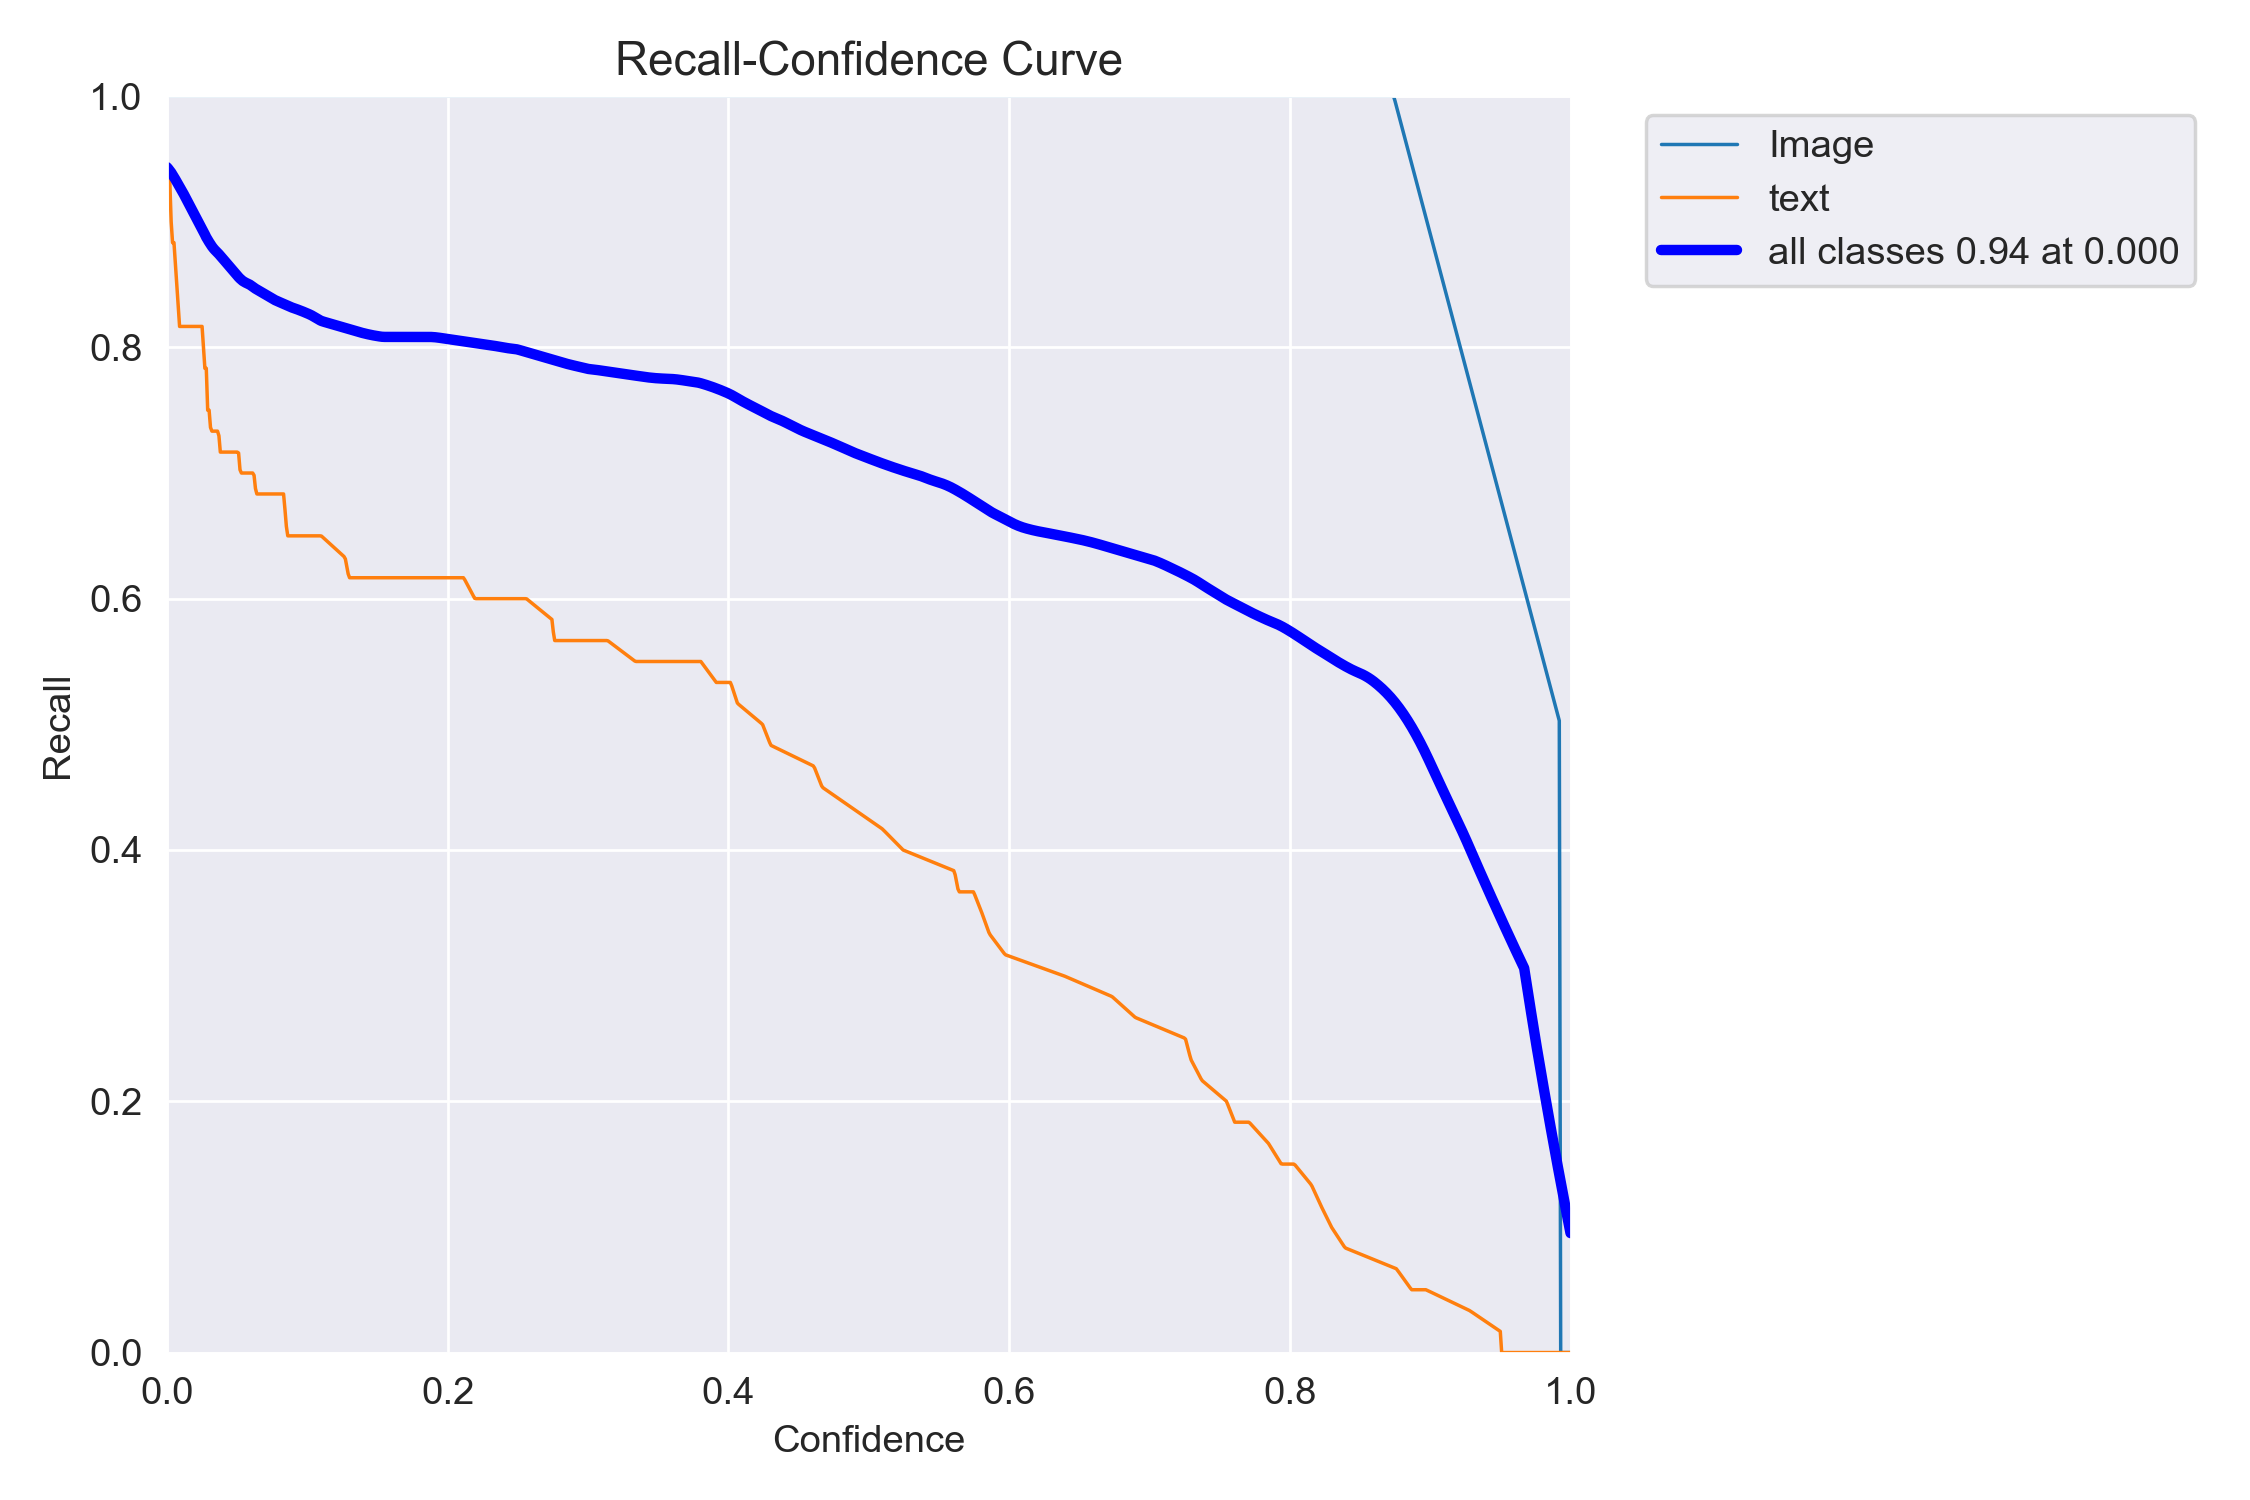 Recall-Confidence Curve
Image
text
all classes 0.94 at 0.000
1.0
0.8
0.6
0.4
0.2
0.0
Recall
0.0 0.2 0.4 0.6 0.8 1.0
Confidence